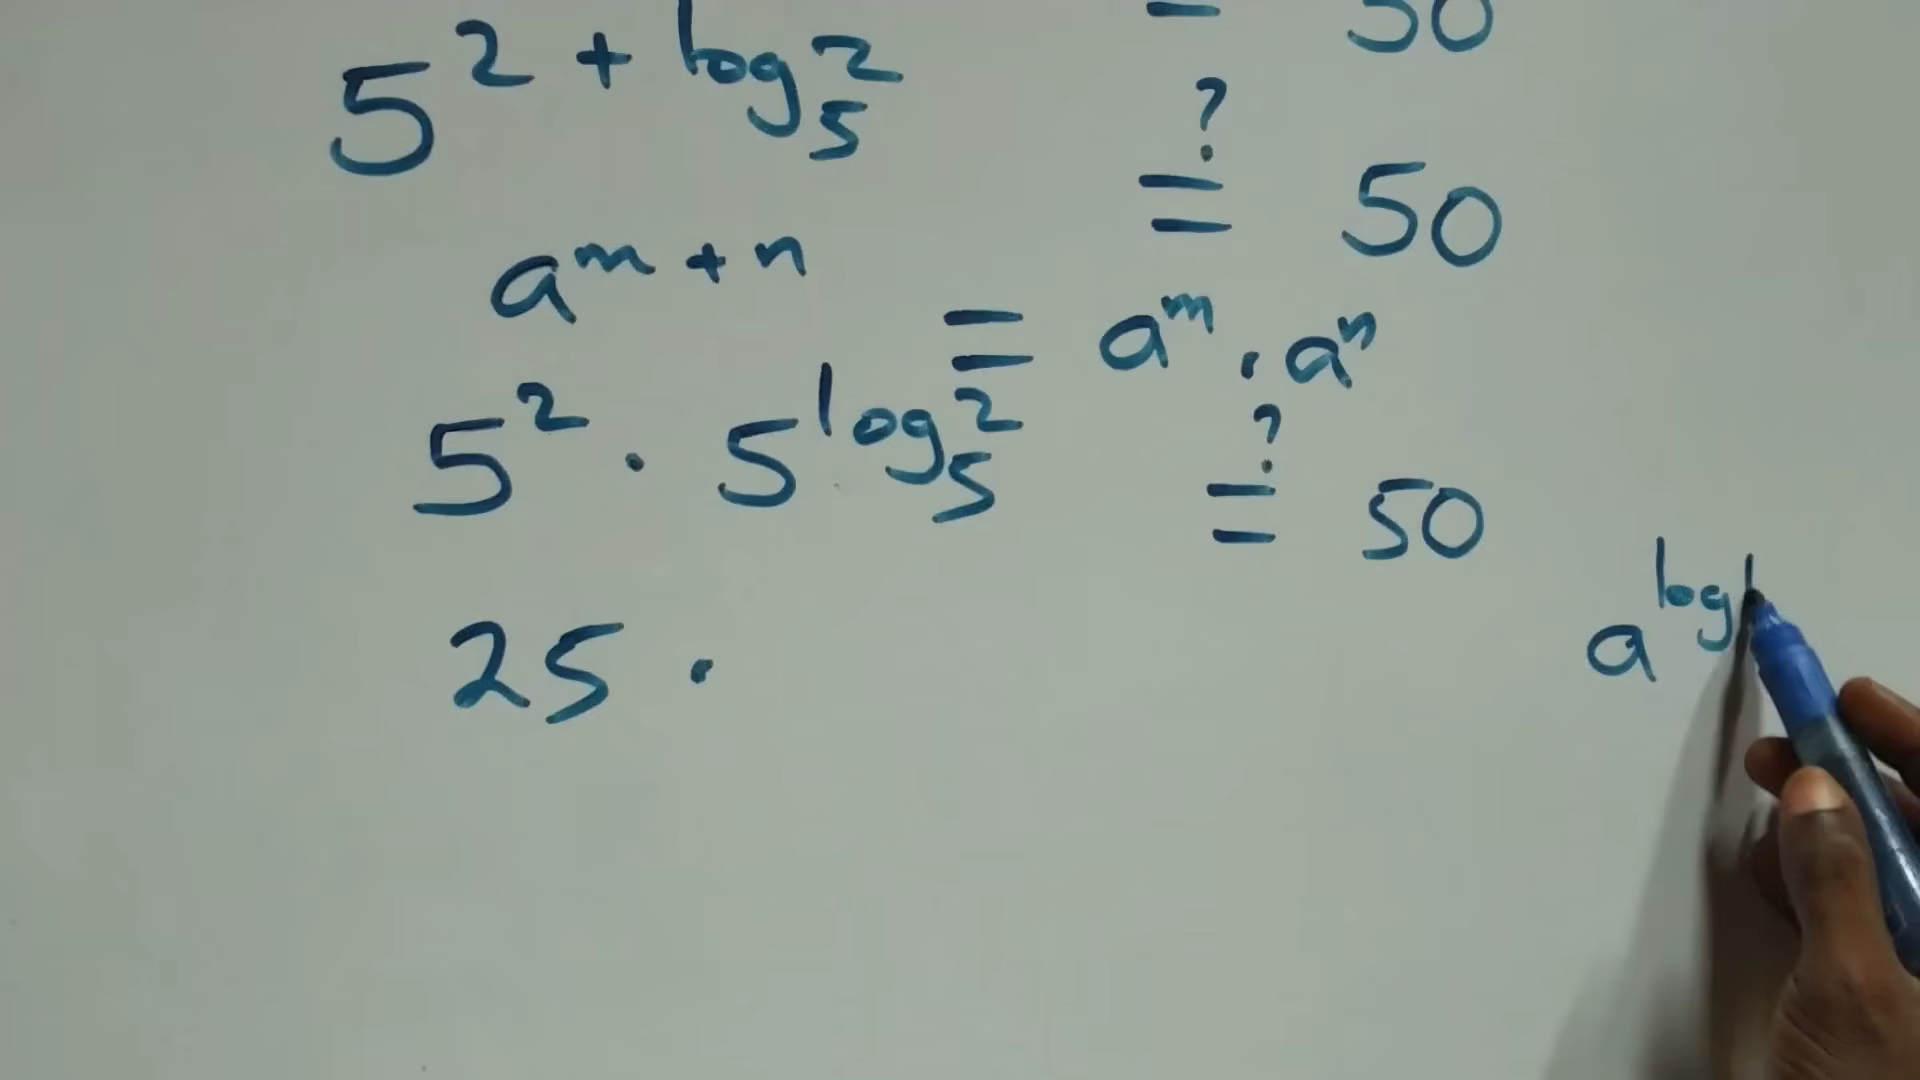 = 50
5^{2 + log_5 2}
=? 50
a^{m + n} = a^m · a^n
5^2 · 5^{log_5 2} =? 50
a^{log
25 ·